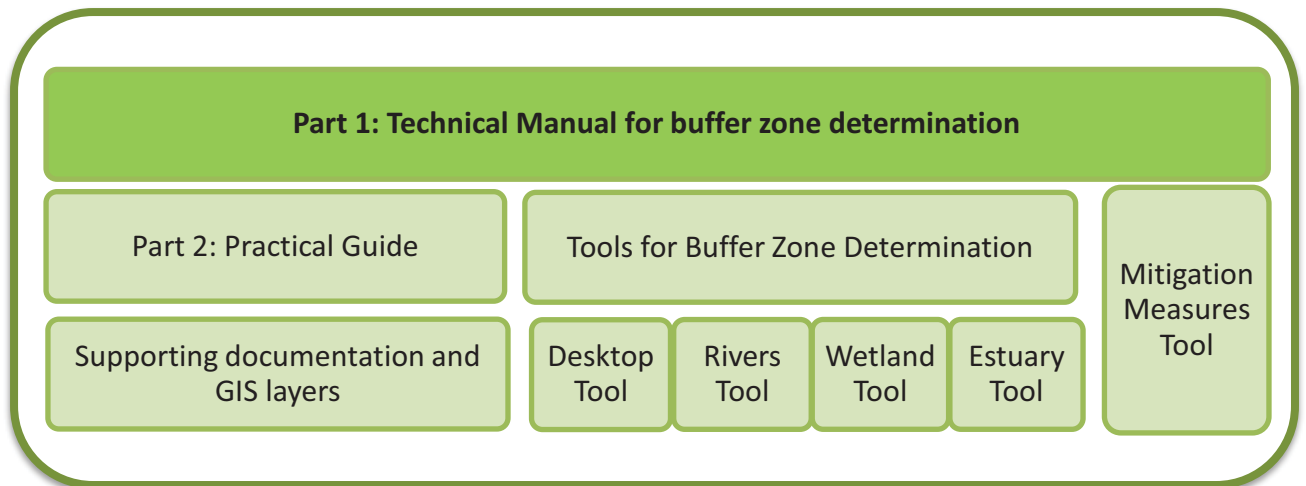 Part 1: Technical Manual for buffer zone determination
Part 2: Practical Guide
Tools for Buffer Zone Determination
Mitigation
Measures
Tool
Supporting documentation and
GIS layers
Desktop
Tool
Rivers
Tool
Wetland
Tool
Estuary
Tool